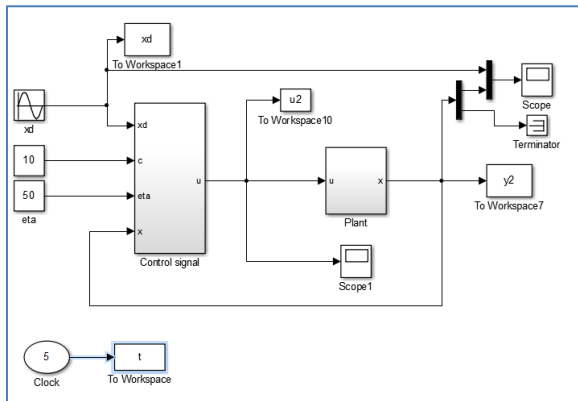 xd
To Workspace1
xd
10
50
eta
xd
c
eta
x
u
Control signal
u2
To Workspace10
u
x
Plant
Scope1
Scope
Terminator
y2
To Workspace7
5
Clock
t
To Workspace